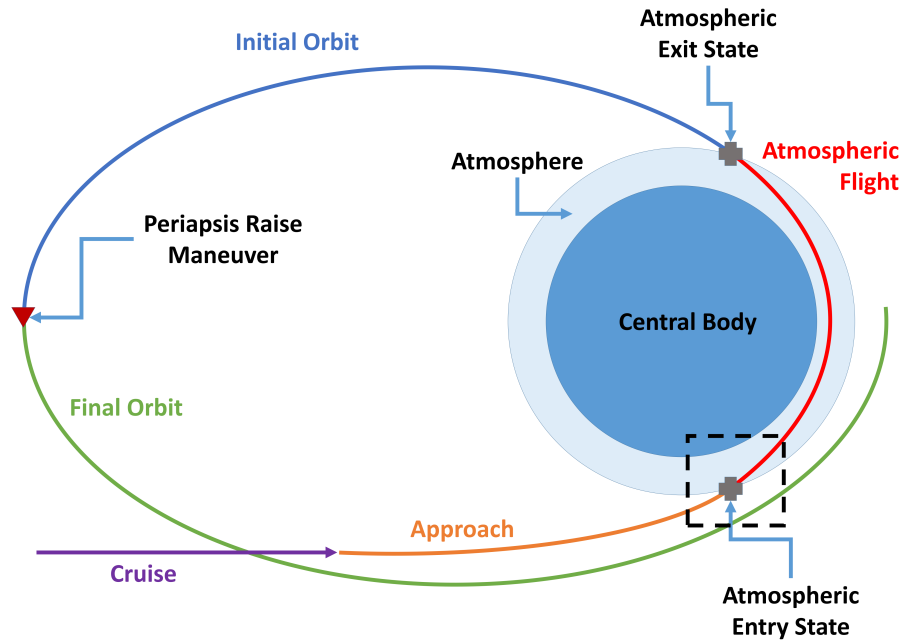 Atmospheric
Exit State
Initial Orbit
Atmospheric
Flight
Atmosphere
Periapsis Raise
Maneuver
Central Body
Final Orbit
Approach
Cruise
Atmospheric
Entry State